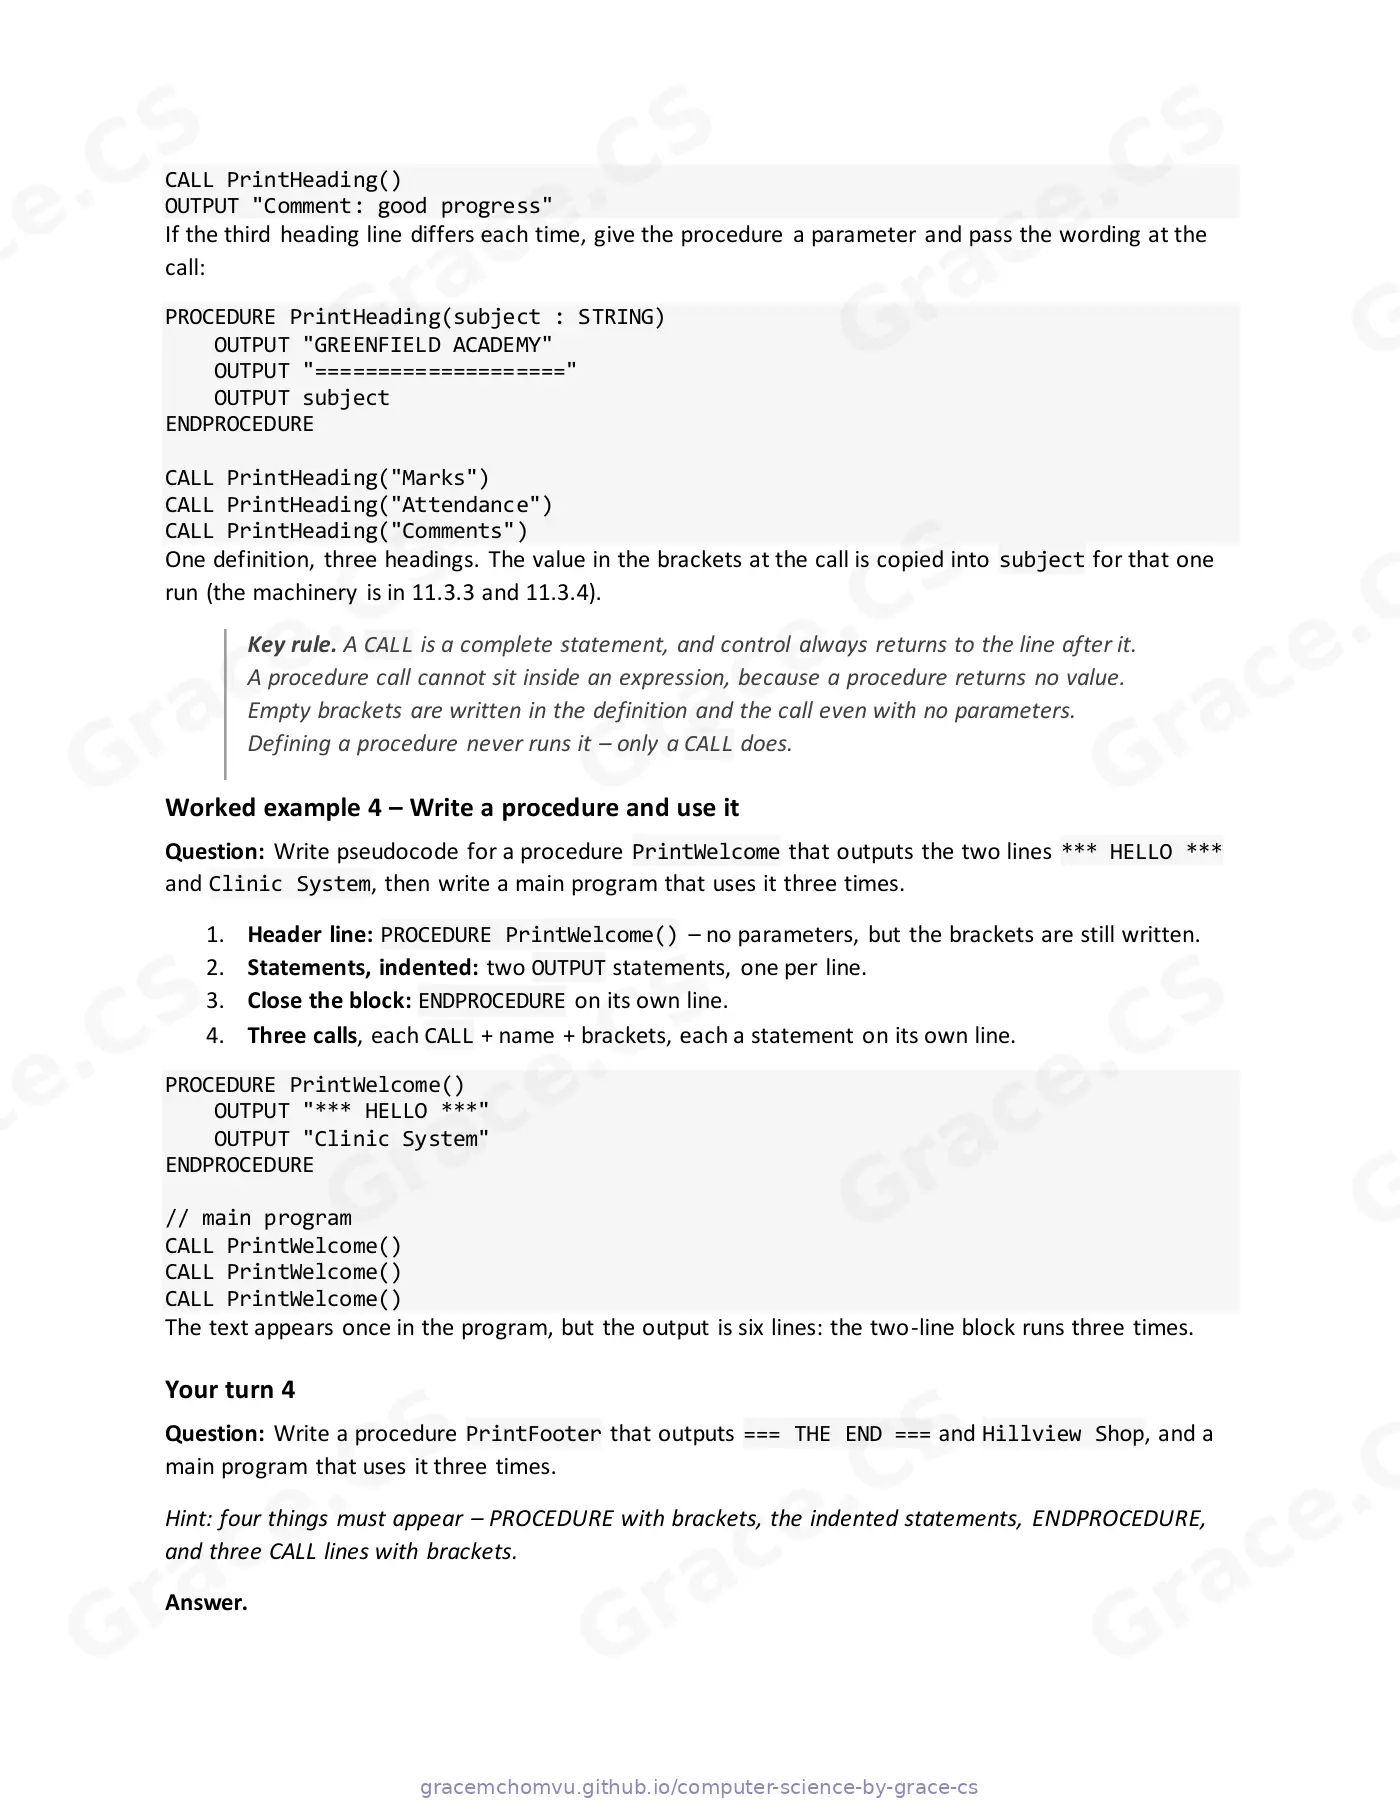 CALL PrintHeading()
OUTPUT "Comment: good progress"
If the third heading line differs each time, give the procedure a parameter and pass the wording at the
call:
PROCEDURE PrintHeading(subject : STRING)
    OUTPUT "GREENFIELD ACADEMY"
    OUTPUT "===================="
    OUTPUT subject
ENDPROCEDURE
CALL PrintHeading("Marks")
CALL PrintHeading("Attendance")
CALL PrintHeading("Comments")
One definition, three headings. The value in the brackets at the call is copied into subject for that one
run (the machinery is in 11.3.3 and 11.3.4).
Key rule. A CALL is a complete statement, and control always returns to the line after it.
A procedure call cannot sit inside an expression, because a procedure returns no value.
Empty brackets are written in the definition and the call even with no parameters.
Defining a procedure never runs it – only a CALL does.
Worked example 4 – Write a procedure and use it
Question: Write pseudocode for a procedure PrintWelcome that outputs the two lines *** HELLO ***
and Clinic System, then write a main program that uses it three times.
1. Header line: PROCEDURE PrintWelcome() – no parameters, but the brackets are still written.
2. Statements, indented: two OUTPUT statements, one per line.
3. Close the block: ENDPROCEDURE on its own line.
4. Three calls, each CALL + name + brackets, each a statement on its own line.
PROCEDURE PrintWelcome()
    OUTPUT "*** HELLO ***"
    OUTPUT "Clinic System"
ENDPROCEDURE
// main program
CALL PrintWelcome()
CALL PrintWelcome()
CALL PrintWelcome()
The text appears once in the program, but the output is six lines: the two-line block runs three times.
Your turn 4
Question: Write a procedure PrintFooter that outputs === THE END === and Hillview Shop, and a
main program that uses it three times.
Hint: four things must appear – PROCEDURE with brackets, the indented statements, ENDPROCEDURE,
and three CALL lines with brackets.
Answer.
gracemchomvu.github.io/computer-science-by-grace-cs